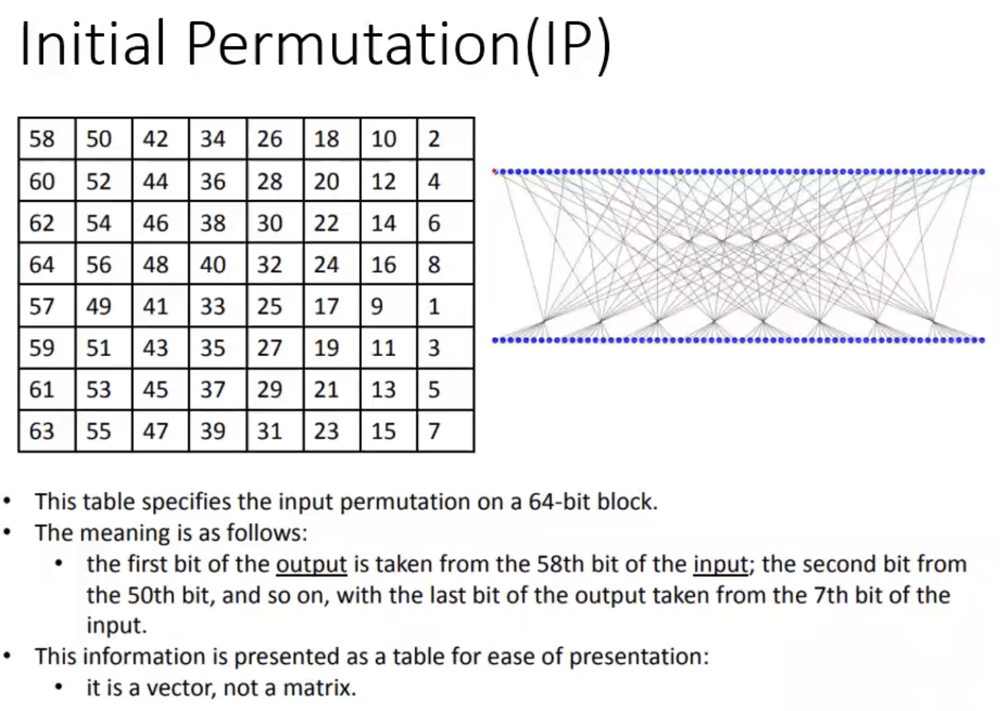 Initial Permutation(IP)
58 50 42 34 26 18 10 2
60 52 44 36 28 20 12 4
62 54 46 38 30 22 14 6
64 56 48 40 32 24 16 8
57 49 41 33 25 17 9 1
59 51 43 35 27 19 11 3
61 53 45 37 29 21 13 5
63 55 47 39 31 23 15 7
• This table specifies the input permutation on a 64-bit block.
• The meaning is as follows:
• the first bit of the output is taken from the 58th bit of the input; the second bit from
the 50th bit, and so on, with the last bit of the output taken from the 7th bit of the
input.
• This information is presented as a table for ease of presentation:
• it is a vector, not a matrix.